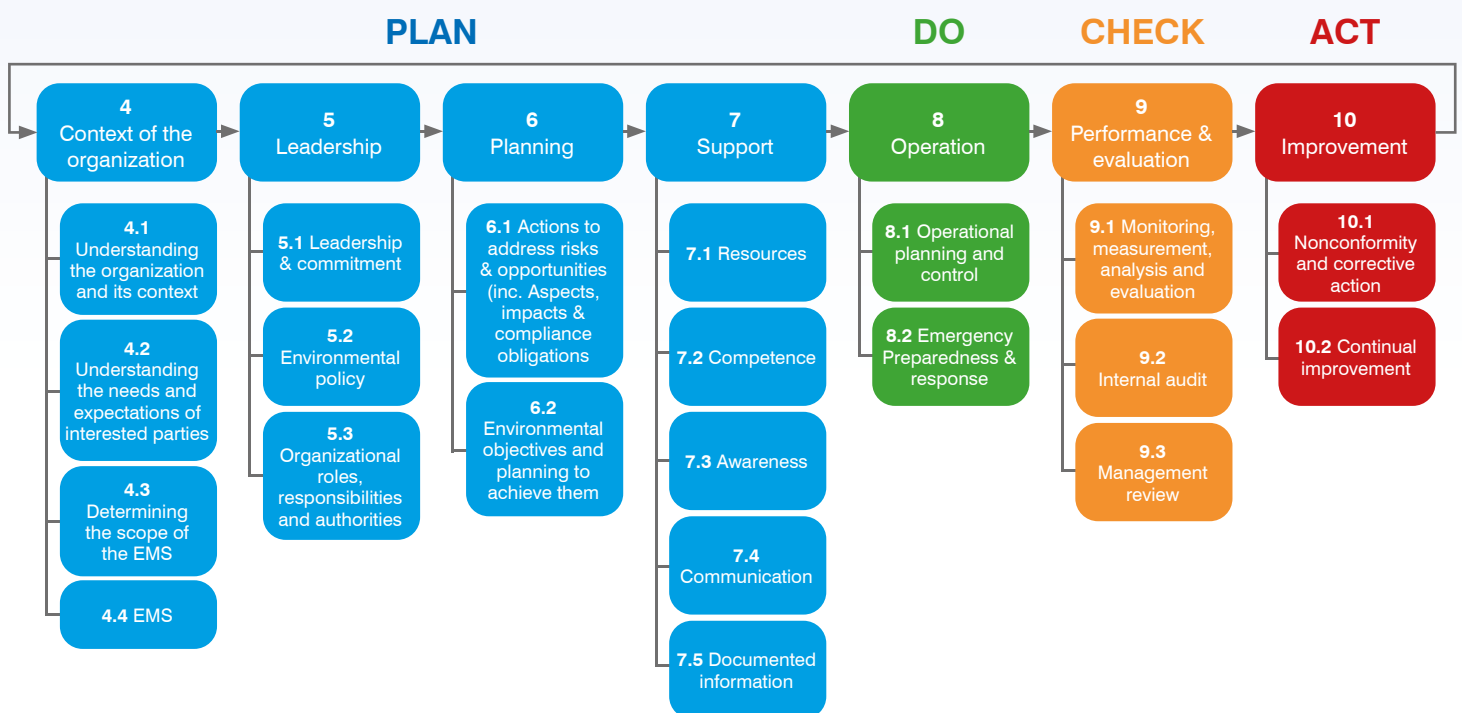 PLAN
DO
CHECK
ACT
4
Context of the
organization
5
Leadership
6
Planning
7
Support
8
Operation
9
Performance &
evaluation
10
Improvement
4.1
Understanding
the organization
and its context
4.2
Understanding
the needs and
expectations of
interested parties
4.3
Determining
the scope of
the EMS
4.4 EMS
5.1 Leadership
& commitment
5.2
Environmental
policy
5.3
Organizational
roles,
responsibilities
and authorities
6.1 Actions to
address risks
& opportunities
(inc. Aspects,
impacts &
compliance
obligations
6.2
Environmental
objectives and
planning to
achieve them
7.1 Resources
7.2 Competence
7.3 Awareness
7.4
Communication
7.5 Documented
information
8.1 Operational
planning and
control
8.2 Emergency
Preparedness &
response
9.1 Monitoring,
measurement,
analysis and
evaluation
9.2
Internal audit
9.3
Management
review
10.1
Nonconformity
and corrective
action
10.2 Continual
improvement